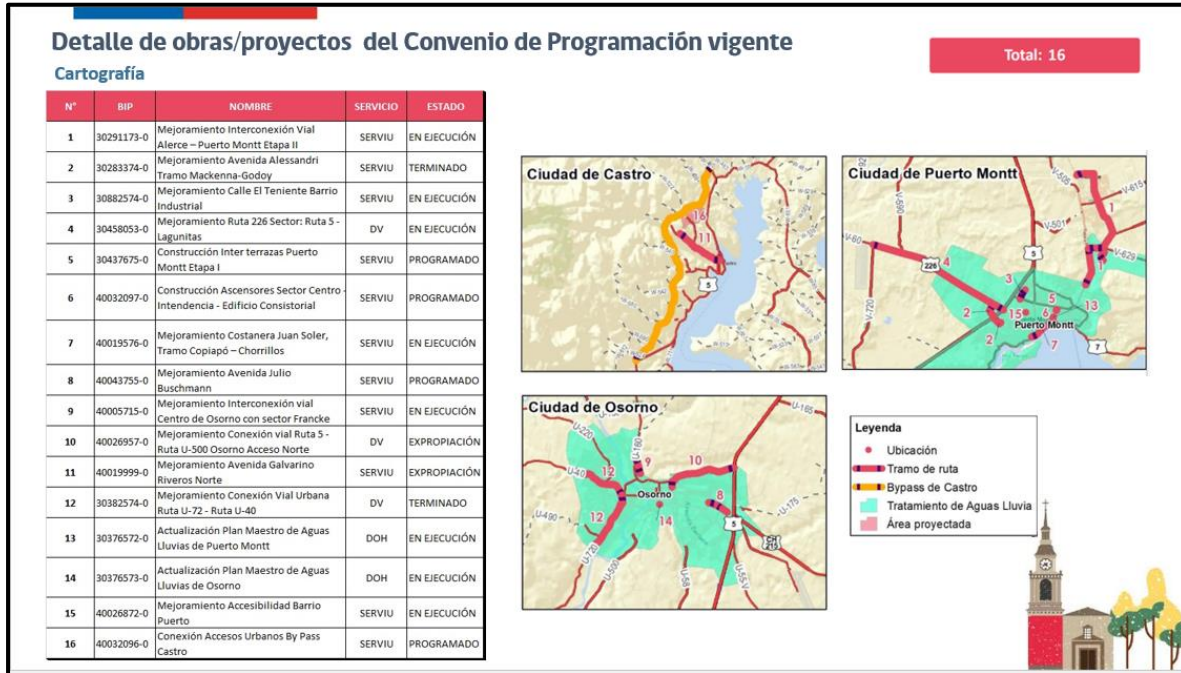 Detalle de obras/proyectos del Convenio de Programación vigente
Total: 16
Cartografía
N° BIP NOMBRE SERVICIO ESTADO
1 30291173-0 Mejoramiento Interconexión Vial Alerce – Puerto Montt Etapa II SERVIU EN EJECUCIÓN
2 30283374-0 Mejoramiento Avenida Alessandri Tramo Mackenna-Godoy SERVIU TERMINADO
3 30882574-0 Mejoramiento Calle El Teniente Barrio Industrial SERVIU EN EJECUCIÓN
4 30458053-0 Mejoramiento Ruta 226 Sector: Ruta 5 - Lagunitas DV EN EJECUCIÓN
5 30437675-0 Construcción Inter terrazas Puerto Montt Etapa I SERVIU PROGRAMADO
6 40032097-0 Construcción Ascensores Sector Centro - Intendencia - Edificio Consistorial SERVIU PROGRAMADO
7 40019576-0 Mejoramiento Costanera Juan Soler, Tramo Copiapó – Chorrillos SERVIU EN EJECUCIÓN
8 40043755-0 Mejoramiento Avenida Julio Buschmann SERVIU PROGRAMADO
9 40005715-0 Mejoramiento Interconexión vial Centro de Osorno con sector Francke SERVIU EN EJECUCIÓN
10 40026957-0 Mejoramiento Conexión vial Ruta 5 - Ruta U-500 Osorno Acceso Norte DV EXPROPIACIÓN
11 40019999-0 Mejoramiento Avenida Galvarino Riveros Norte SERVIU EXPROPIACIÓN
12 30382574-0 Mejoramiento Conexión Vial Urbana Ruta U-72 - Ruta U-40 DV TERMINADO
13 30376572-0 Actualización Plan Maestro de Aguas Lluvias de Puerto Montt DOH EN EJECUCIÓN
14 30376573-0 Actualización Plan Maestro de Aguas Lluvias de Osorno DOH EN EJECUCIÓN
15 40026872-0 Mejoramiento Accesibilidad Barrio Puerto SERVIU EN EJECUCIÓN
16 40032096-0 Conexión Accesos Urbanos By Pass Castro SERVIU PROGRAMADO
Ciudad de Castro
16
11
5
Ciudad de Puerto Montt
V-505
V-615
V-590
V-501
1
V-60
4
226
5
V-629
1
3
13
V-720
2
15
5
6
Puerto Montt
2
7
7
Ciudad de Osorno
U-165
U-220
U-160
U-40
12
9
10
Osorno
8
U-175
U-490
12
14
5
CH 215
U-720
U-500
U-58
U-55-V
Leyenda
Ubicación
Tramo de ruta
Bypass de Castro
Tratamiento de Aguas Lluvia
Área proyectada